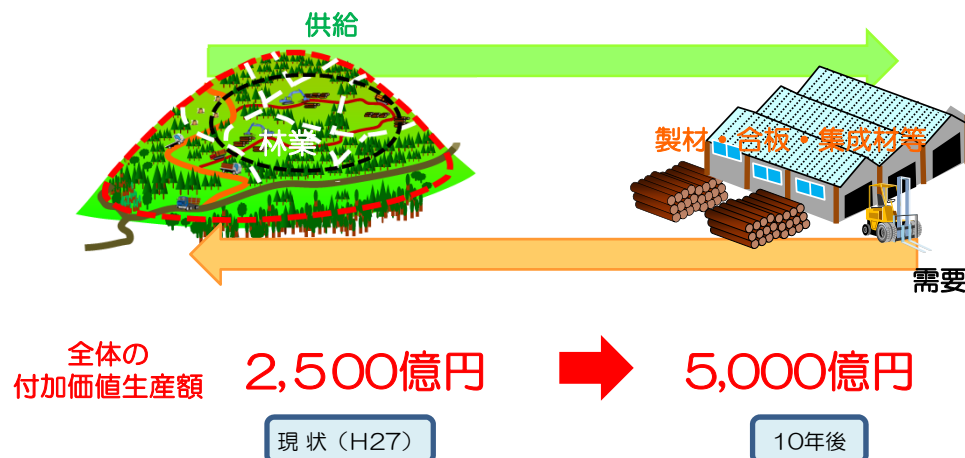 供給
林業
製材・合板・集成材等
需要
全体の
付加価値生産額
2,500億円
5,000億円
現 状（H27）
10年後